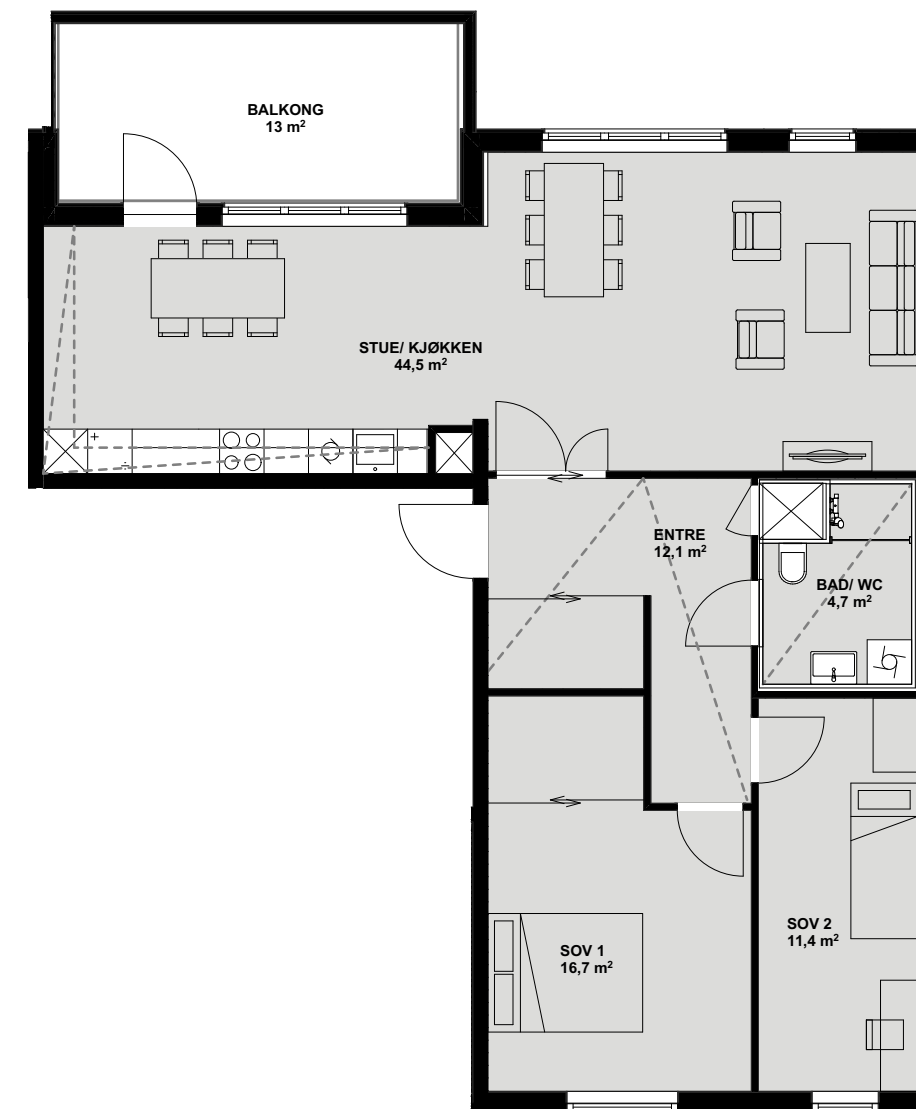 BALKONG
13 m²
STUE/ KJØKKEN
44,5 m²
ENTRE
12,1 m²
BAD/ WC
4,7 m²
SOV 1
16,7 m²
SOV 2
11,4 m²